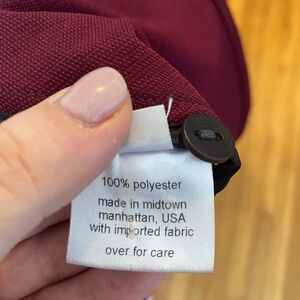 100% polyester
made in midtown
manhattan, USA
with imported fabric
over for care